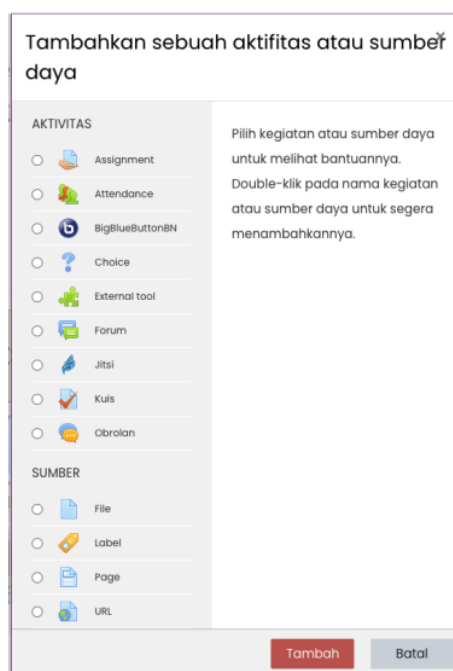 Tambahkan sebuah aktifitas atau sumber
daya
×
AKTIVITAS
Assignment
Attendance
BigBlueButtonBN
Choice
External tool
Forum
Jitsi
Kuis
Obrolan
SUMBER
File
Label
Page
URL
Pilih kegiatan atau sumber daya
untuk melihat bantuannya.
Double-klik pada nama kegiatan
atau sumber daya untuk segera
menambahkannya.
Tambah
Batal